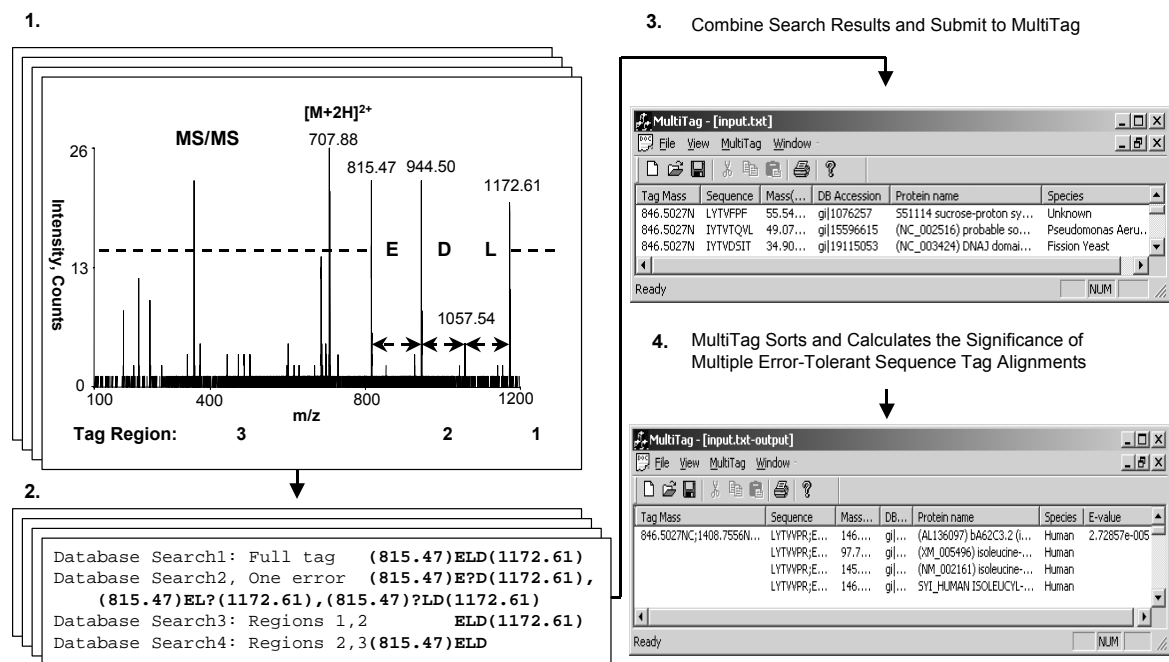 1.
[M+2H]2+
MS/MS
707.88
26
815.47 944.50
1172.61
Intensity, Counts
E D L
13
1057.54
0
100 400 800 1200
m/z
Tag Region: 3 2 1
2.
Database Search1: Full tag (815.47)ELD(1172.61)
Database Search2, One error (815.47)E?D(1172.61),
(815.47)EL?(1172.61),(815.47)?LD(1172.61)
Database Search3: Regions 1,2 ELD(1172.61)
Database Search4: Regions 2,3(815.47)ELD
3. Combine Search Results and Submit to MultiTag
MultiTag - [input.txt]
File View MultiTag Window
Tag Mass Sequence Mass(... DB Accession Protein name Species
846.5027N LYTVFPF 55.54... gi|1076257 S51114 sucrose-proton sy... Unknown
846.5027N IYTVTQVL 49.07... gi|15596615 (NC_002516) probable so... Pseudomonas Aeru...
846.5027N IYTVDSIT 34.90... gi|19115053 (NC_003424) DNAJ domai... Fission Yeast
Ready NUM
4. MultiTag Sorts and Calculates the Significance of
Multiple Error-Tolerant Sequence Tag Alignments
MultiTag - [input.txt-output]
File View MultiTag Window
Tag Mass Sequence Mass... DB... Protein name Species E-value
846.5027NC;1408.7556N... LYTVVPR;E... 146.... gi|... (AL136097) bA62C3.2 (i... Human 2.72857e-005
LYTVVPR;E... 97.7... gi|... (XM_005496) isoleucine-... Human
LYTVVPR;E... 145.... gi|... (NM_002161) isoleucine-... Human
LYTVVPR;E... 146.... gi|... SYI_HUMAN ISOLEUCYL-... Human
Ready NUM